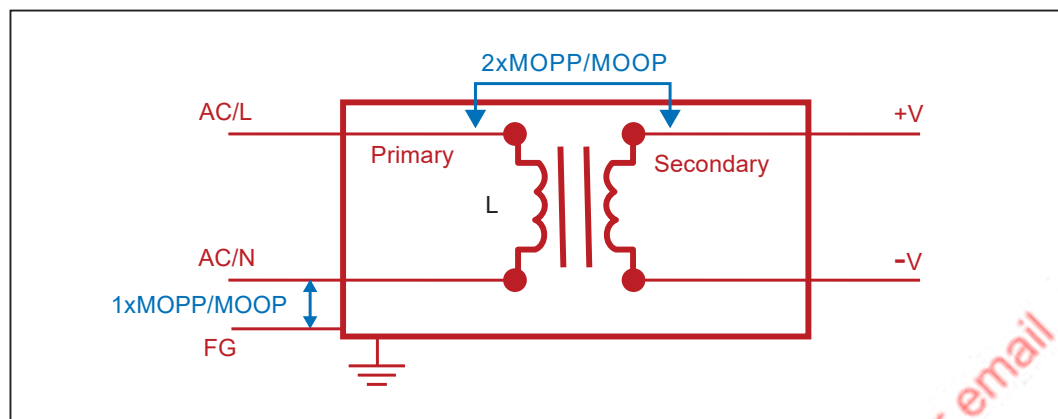 2xMOPP/MOOP
AC/L
+V
Primary
Secondary
L
AC/N
-V
1xMOPP/MOOP
FG
email